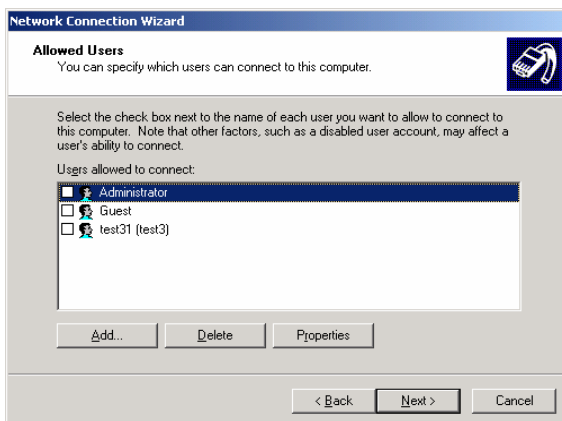 Network Connection Wizard
Allowed Users
You can specify which users can connect to this computer.
Select the check box next to the name of each user you want to allow to connect to
this computer. Note that other factors, such as a disabled user account, may affect a
user's ability to connect.
Users allowed to connect:
Administrator
Guest
test31 (test3)
Add... Delete Properties
< Back Next > Cancel